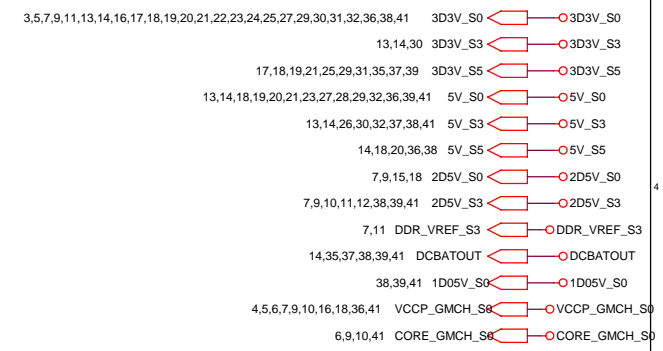 3,5,7,9,11,13,14,16,17,18,19,20,21,22,23,24,25,27,29,30,31,32,36,38,41 3D3V_S0 3D3V_S0
13,14,30 3D3V_S3 3D3V_S3
17,18,19,21,25,29,31,35,37,39 3D3V_S5 3D3V_S5
13,14,18,19,20,21,23,27,28,29,32,36,39,41 5V_S0 5V_S0
13,14,26,30,32,37,38,41 5V_S3 5V_S3
14,18,20,36,38 5V_S5 5V_S5
7,9,15,18 2D5V_S0 2D5V_S0
4
7,9,10,11,12,38,39,41 2D5V_S3 2D5V_S3
7,11 DDR_VREF_S3 DDR_VREF_S3
14,35,37,38,39,41 DCBATOUT DCBATOUT
38,39,41 1D05V_S0 1D05V_S0
4,5,6,7,9,10,16,18,36,41 VCCP_GMCH_S0 VCCP_GMCH_S0
6,9,10,41 CORE_GMCH_S0 CORE_GMCH_S0